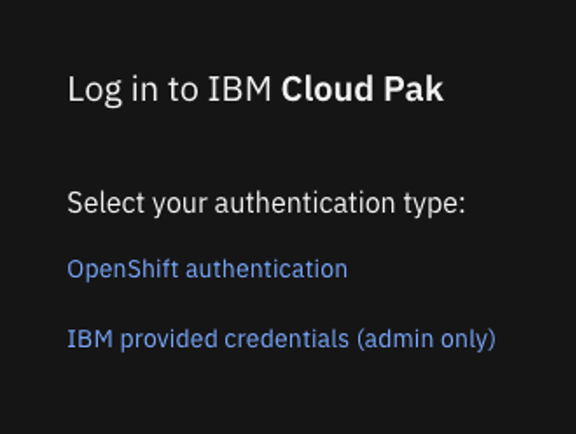 Log in to IBM Cloud Pak
Select your authentication type:
OpenShift authentication
IBM provided credentials (admin only)